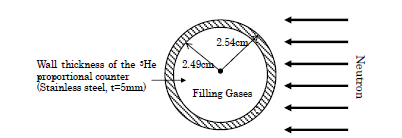 2.54cm
Wall thickness of the ³He
proportional counter
(Stainless steel, t=5mm)
2.49cm
Filling Gases
Neutron